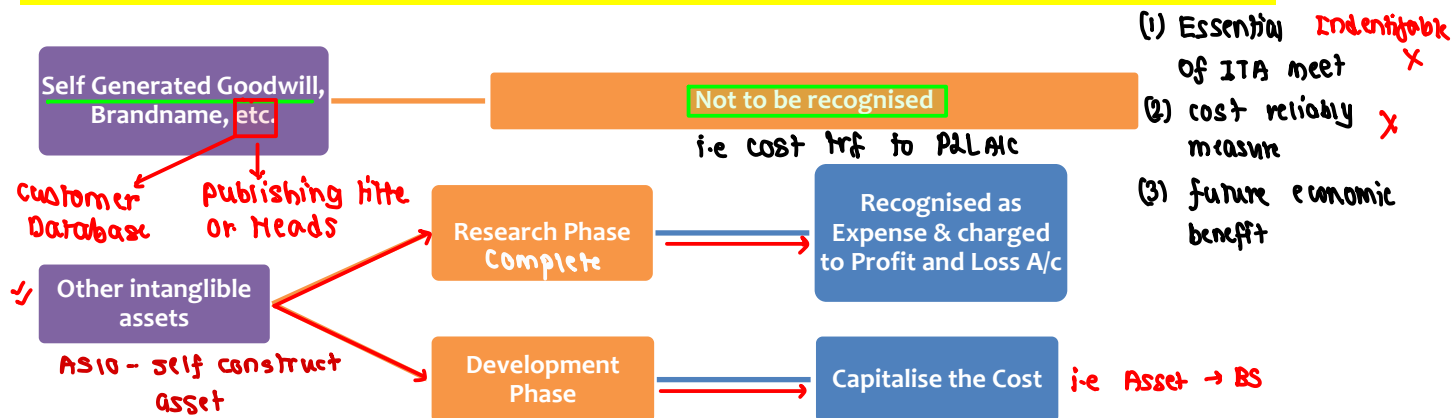 Self Generated Goodwill,
Brandname, etc.
Not to be recognised
i.e cost trf to P&L A/C
customer
Database
publishing title
or Heads
(1) Essential Indentifable
of ITA meet X
(2) cost reliably X
measure
(3) future economic
benefit
Research Phase
Complete
Recognised as
Expense & charged
to Profit and Loss A/c
Other intanglible
assets
AS10 - self construct
asset
Development
Phase
Capitalise the Cost
i.e Asset → BS